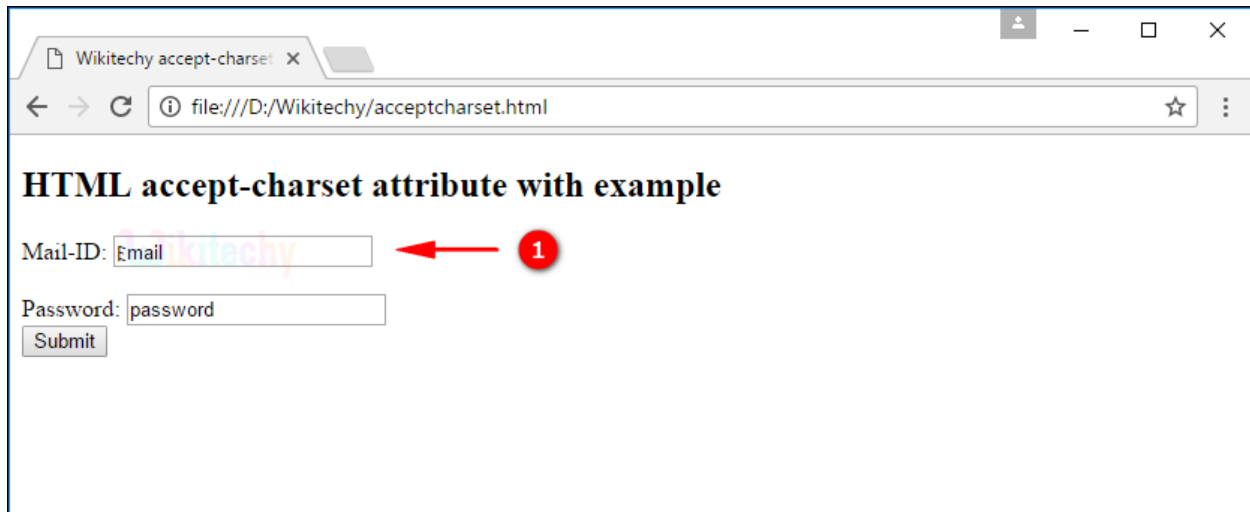 Wikitechy accept-charset
file:///D:/Wikitechy/acceptcharset.html
HTML accept-charset attribute with example
Mail-ID: Email
Wikitechy
1
Password: password
Submit